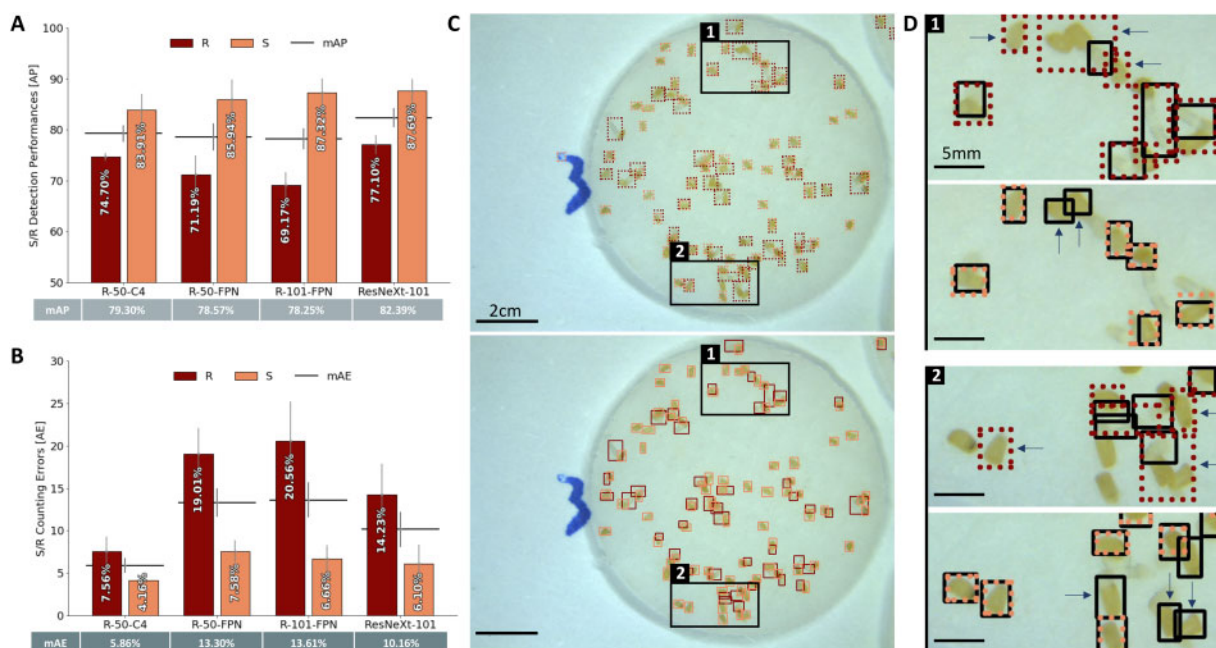 A
R
S
mAP
S/R Detection Performances [AP]
100
90
80
70
60
50
74.70%
83.91%
71.19%
85.94%
69.17%
87.32%
77.10%
87.69%
R-50-C4
R-50-FPN
R-101-FPN
ResNeXt-101
mAP
79.30%
78.57%
78.25%
82.39%
B
R
S
mAE
S/R Counting Errors [AE]
30
25
20
15
10
5
0
7.56%
4.16%
19.01%
7.58%
20.56%
6.66%
14.23%
6.10%
R-50-C4
R-50-FPN
R-101-FPN
ResNeXt-101
mAE
5.86%
13.30%
13.61%
10.16%
C
1
2
2cm
1
2
D
1
5mm
2